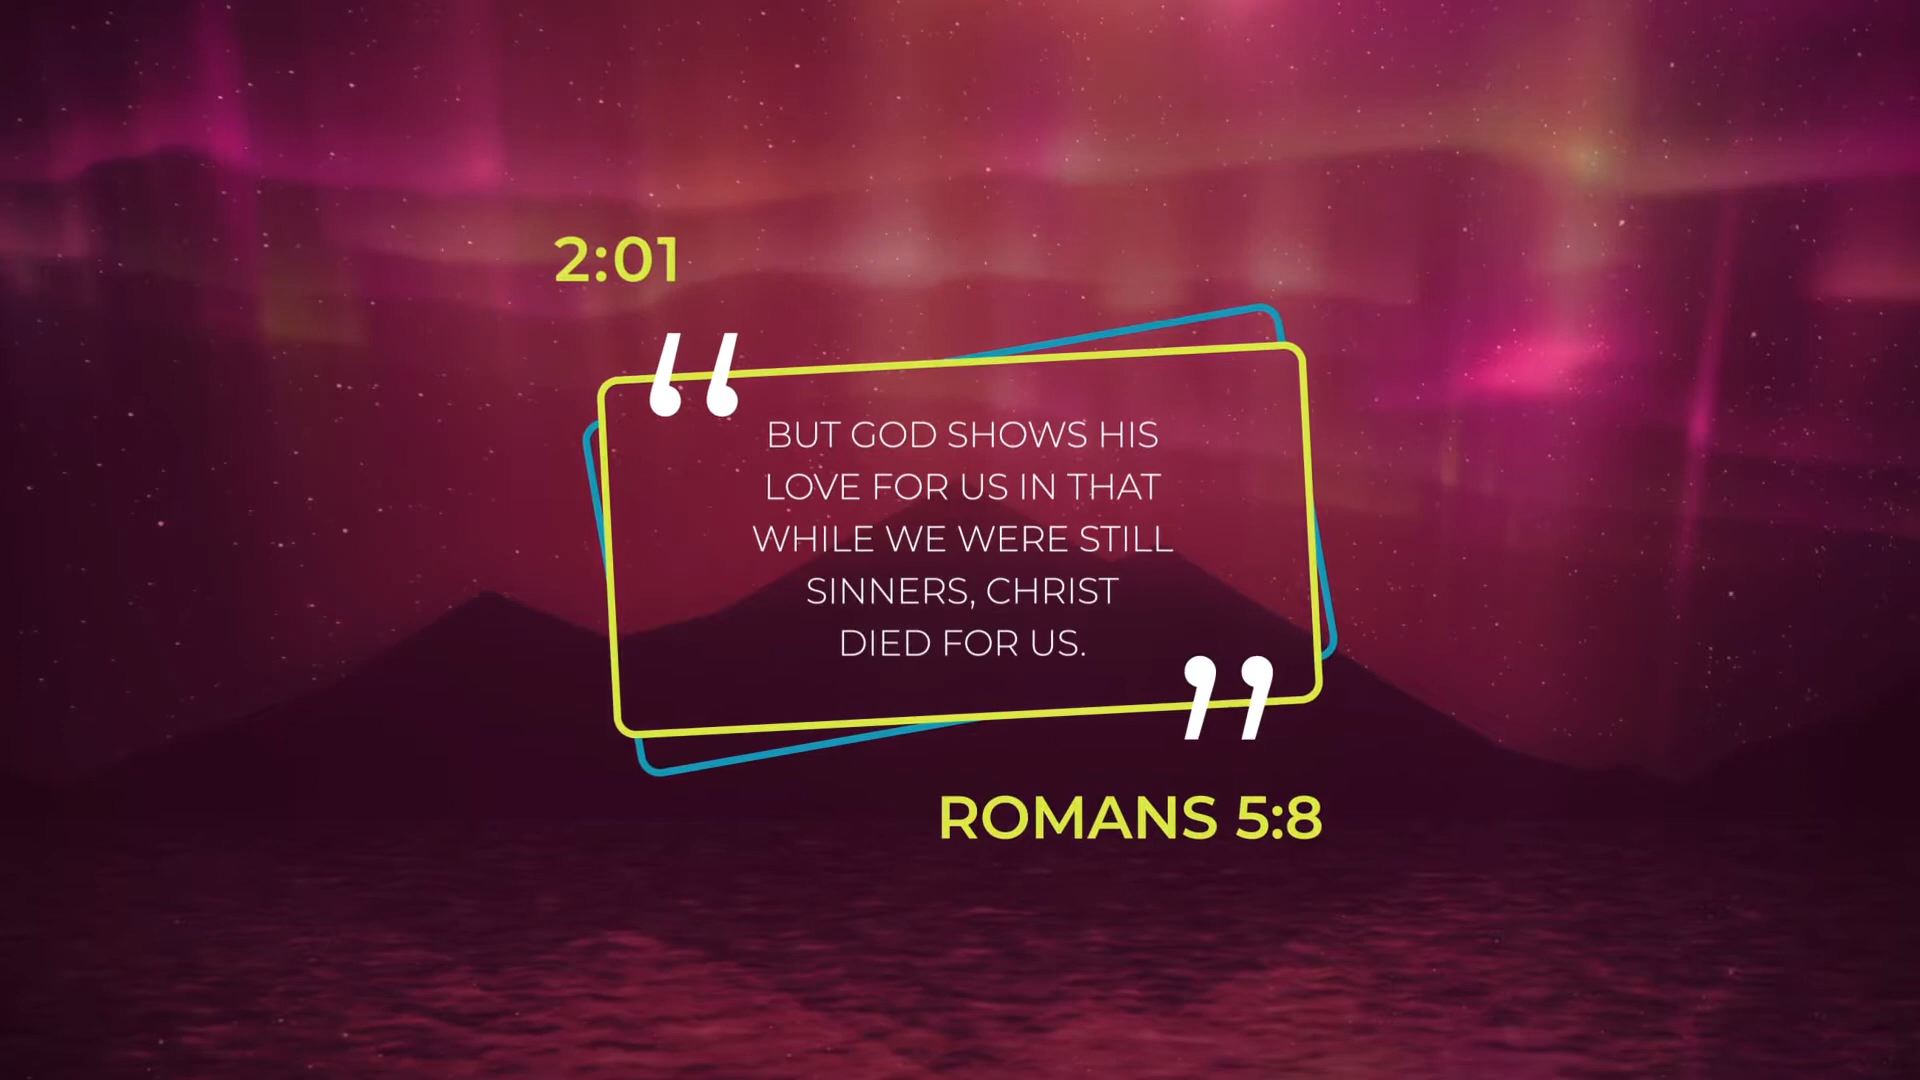 2:01
“
BUT GOD SHOWS HIS
LOVE FOR US IN THAT
WHILE WE WERE STILL
SINNERS, CHRIST
DIED FOR US.
”
ROMANS 5:8